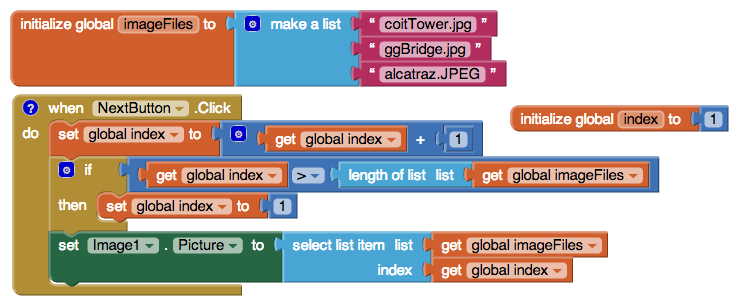 initialize global imageFiles to make a list " coitTower.jpg "
" ggBridge.jpg "
" alcatraz.JPEG "
? when NextButton .Click
do set global index to get global index + 1
initialize global index to 1
if get global index > length of list list get global imageFiles
then set global index to 1
set Image1 . Picture to select list item list get global imageFiles
index get global index